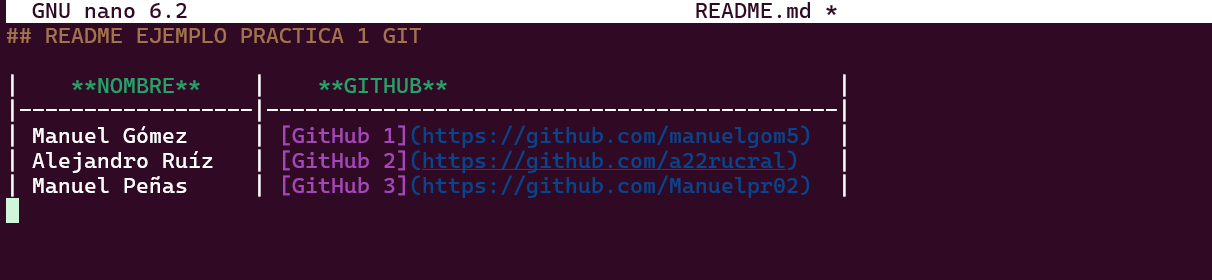 GNU nano 6.2 README.md *
## README EJEMPLO PRACTICA 1 GIT
| **NOMBRE** | **GITHUB** |
|------------------|--------------------------------------------|
| Manuel Gómez | [GitHub 1](https://github.com/manuelgom5) |
| Alejandro Ruíz | [GitHub 2](https://github.com/a22rucral) |
| Manuel Peñas | [GitHub 3](https://github.com/Manuelpr02) |